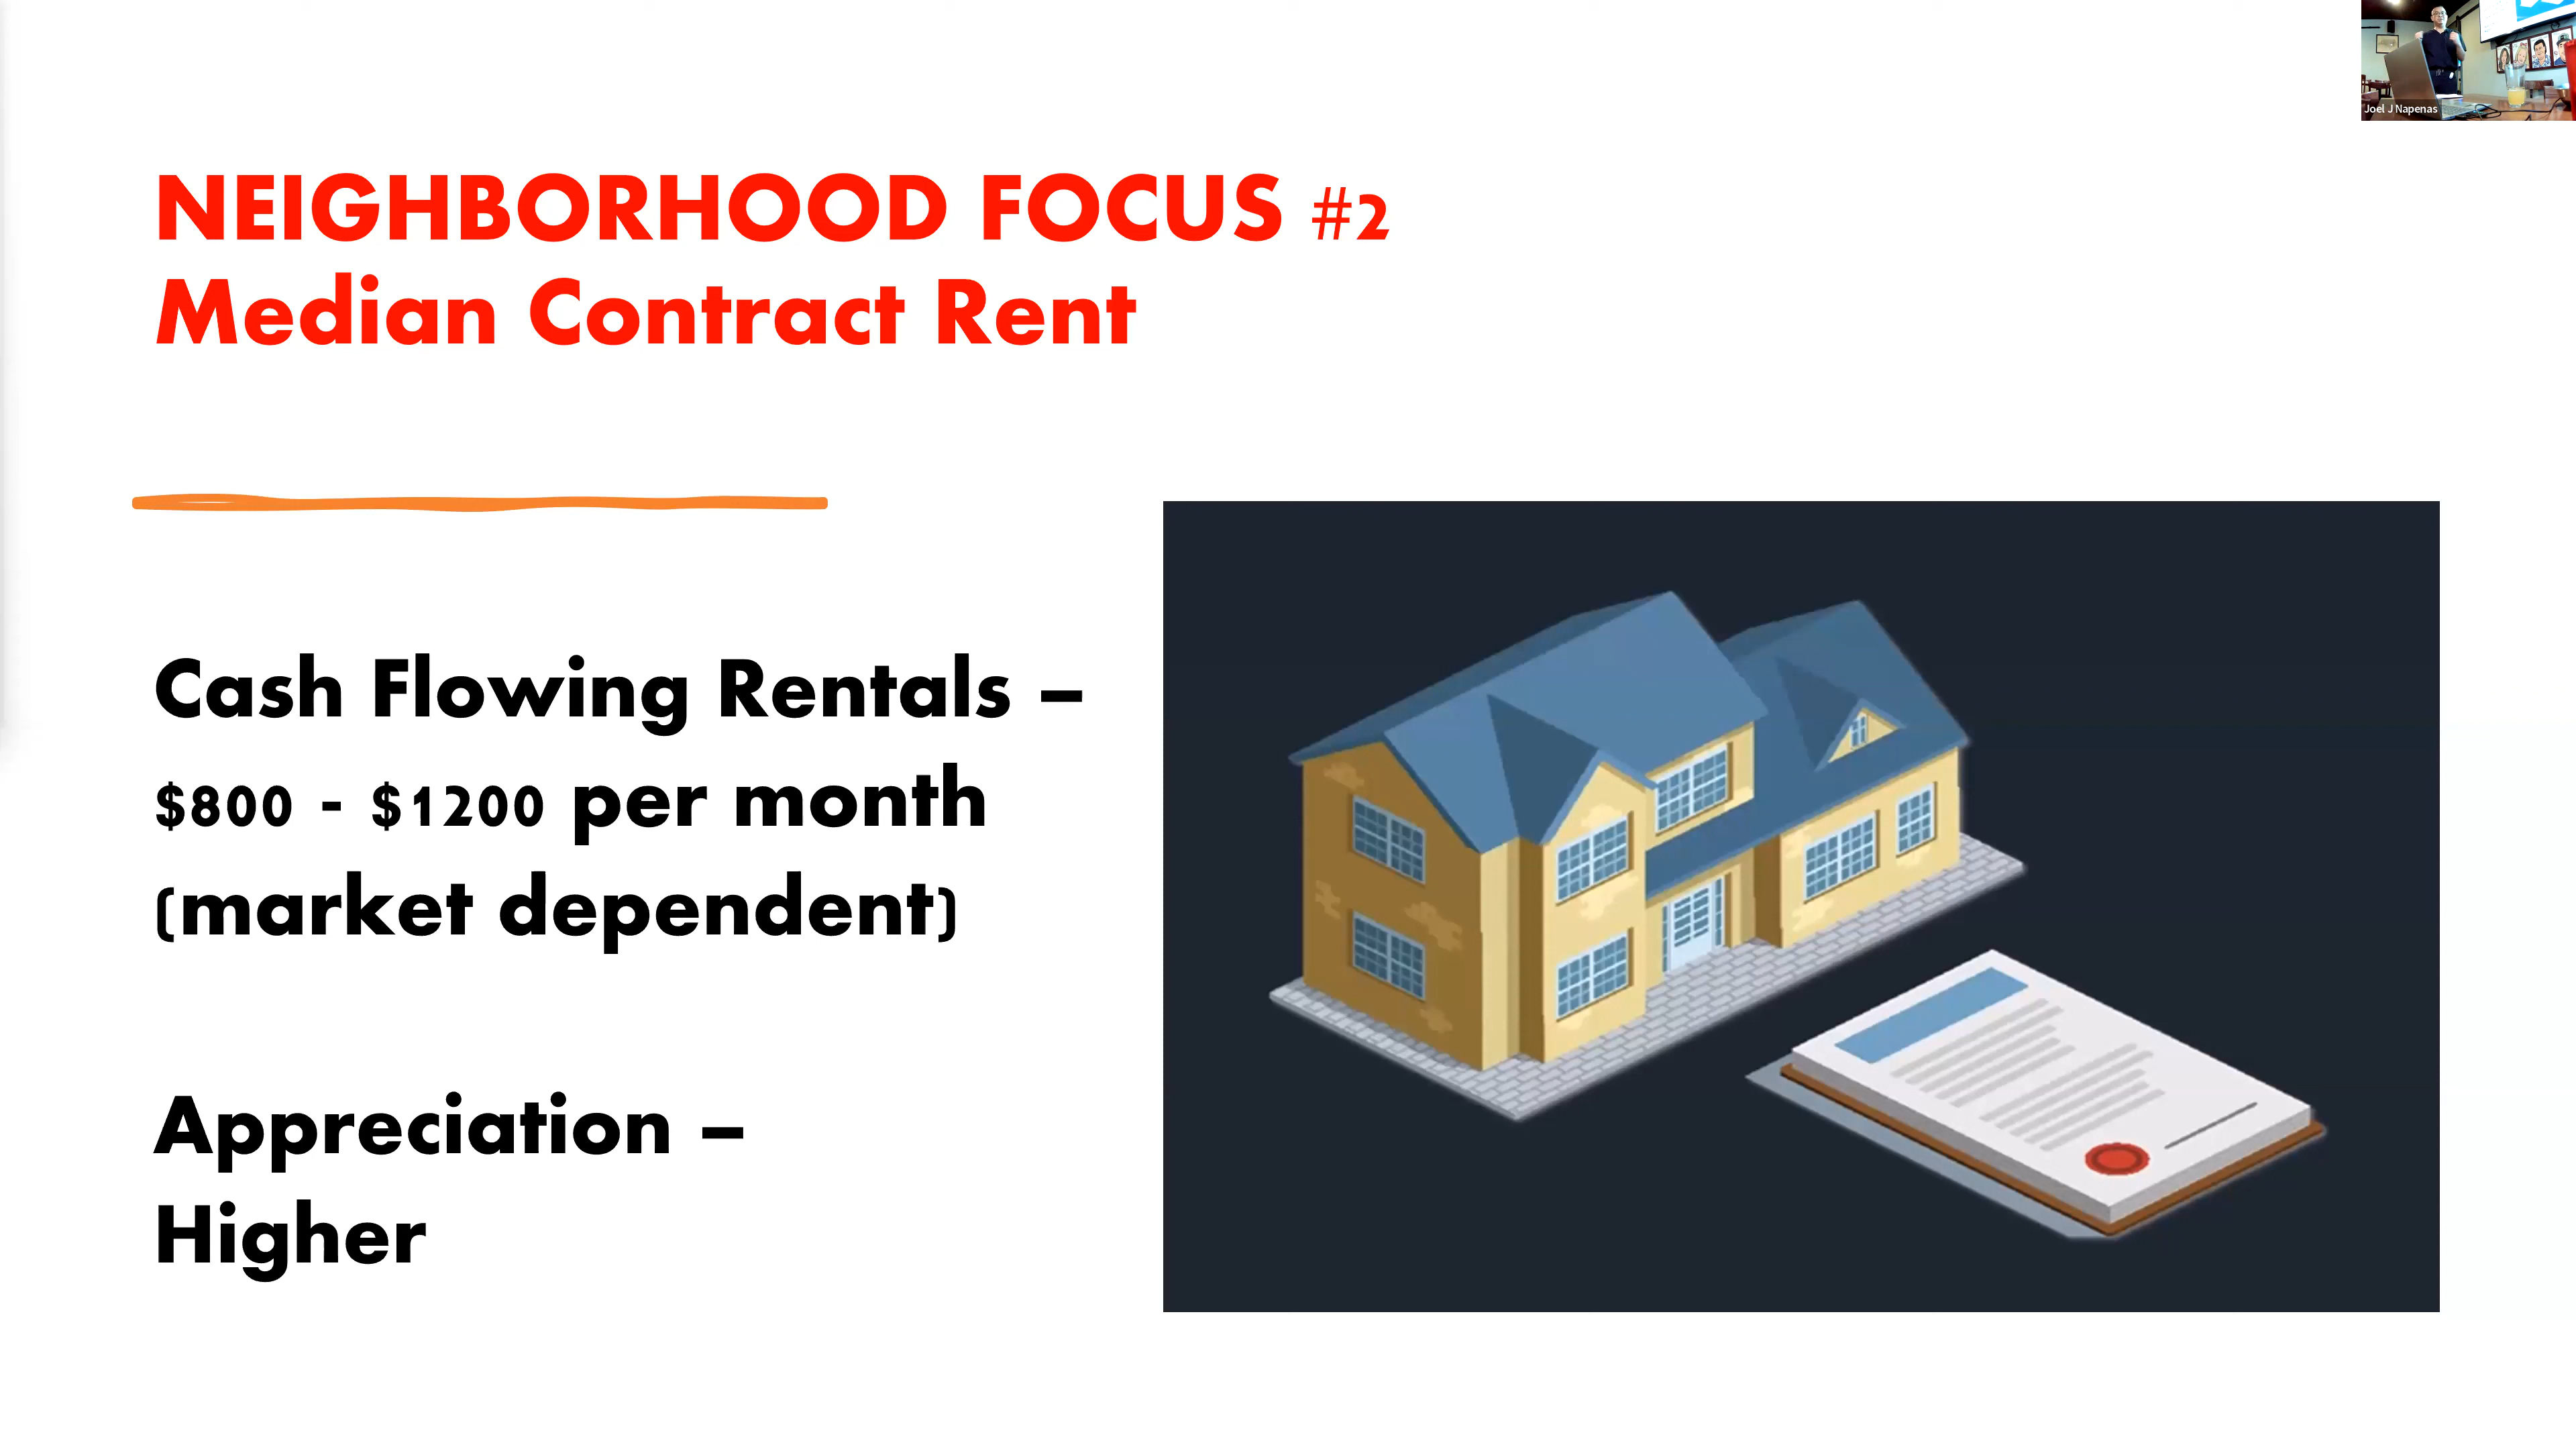 Joel J Napenas
NEIGHBORHOOD FOCUS #2
Median Contract Rent
Cash Flowing Rentals –
$800 - $1200 per month
(market dependent)
Appreciation –
Higher